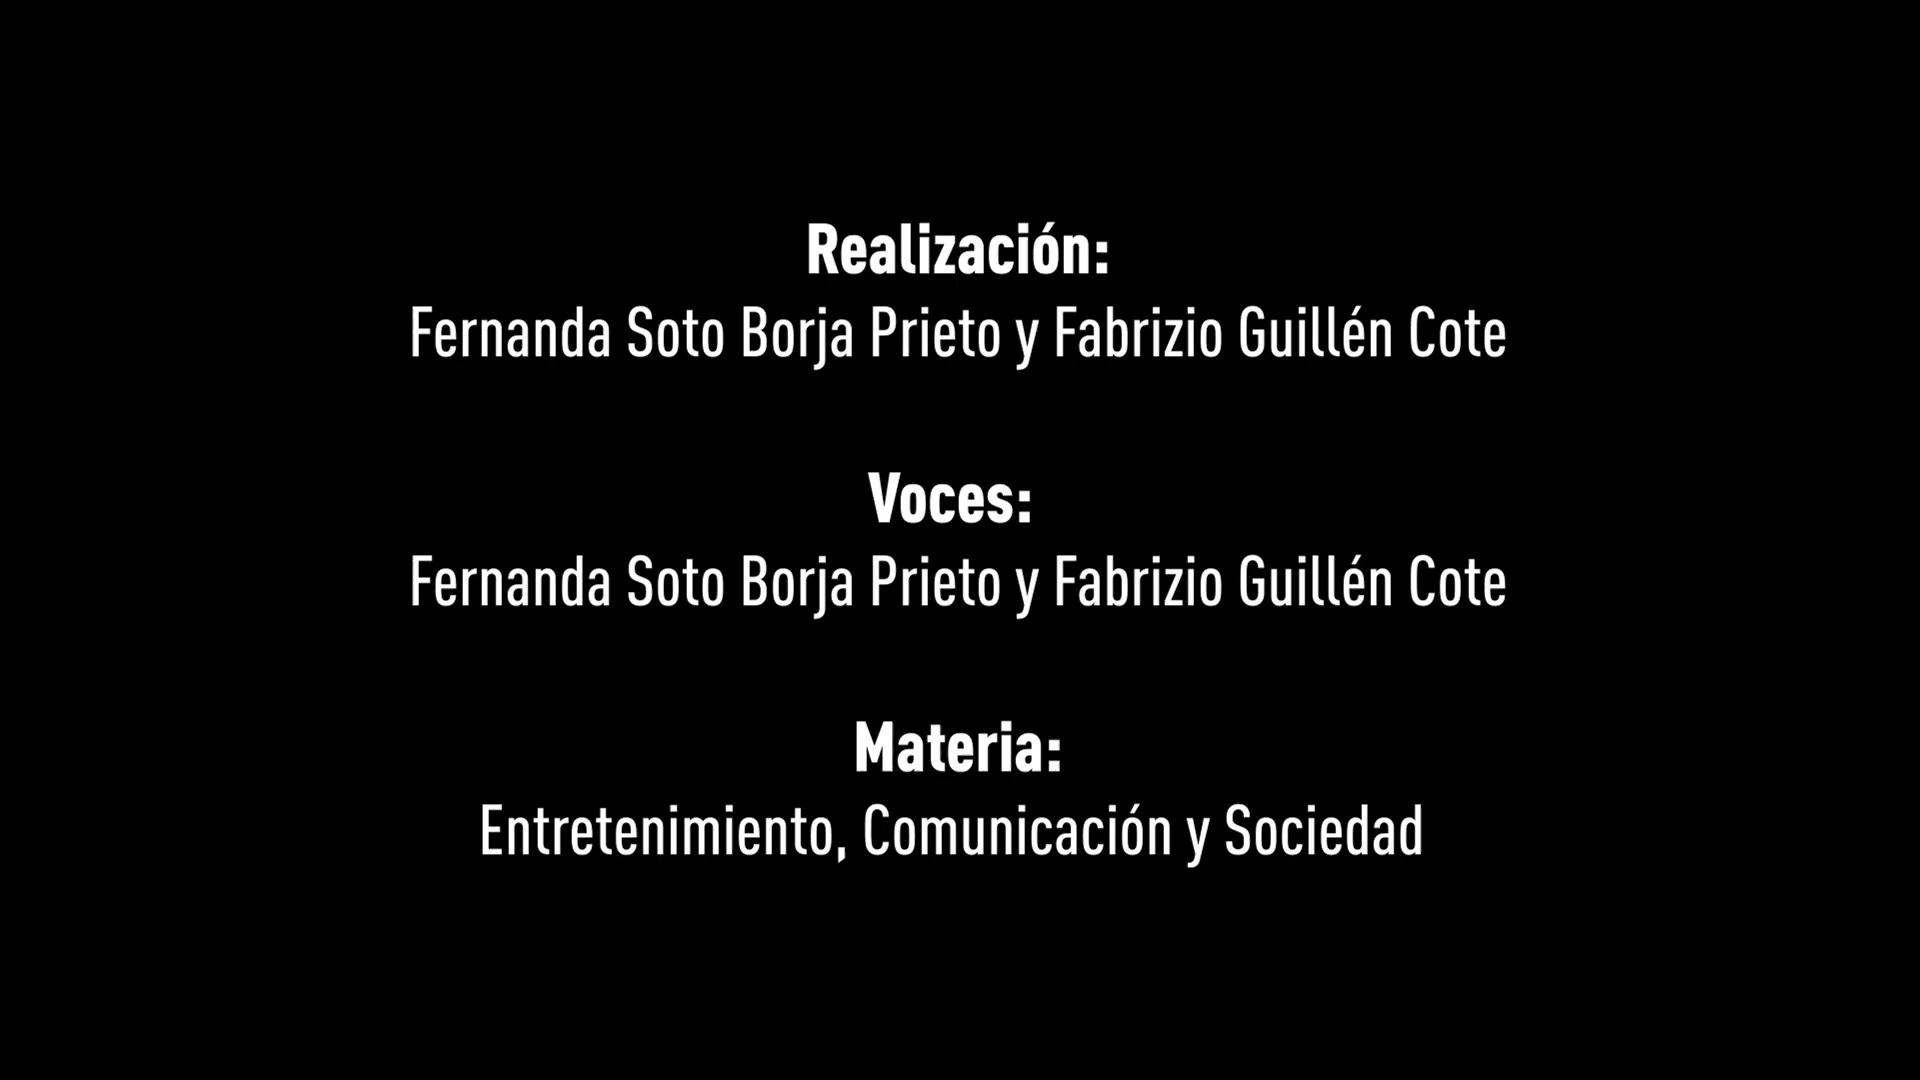 Realización:
Fernanda Soto Borja Prieto y Fabrizio Guillén Cote
Voces:
Fernanda Soto Borja Prieto y Fabrizio Guillén Cote
Materia:
Entretenimiento, Comunicación y Sociedad